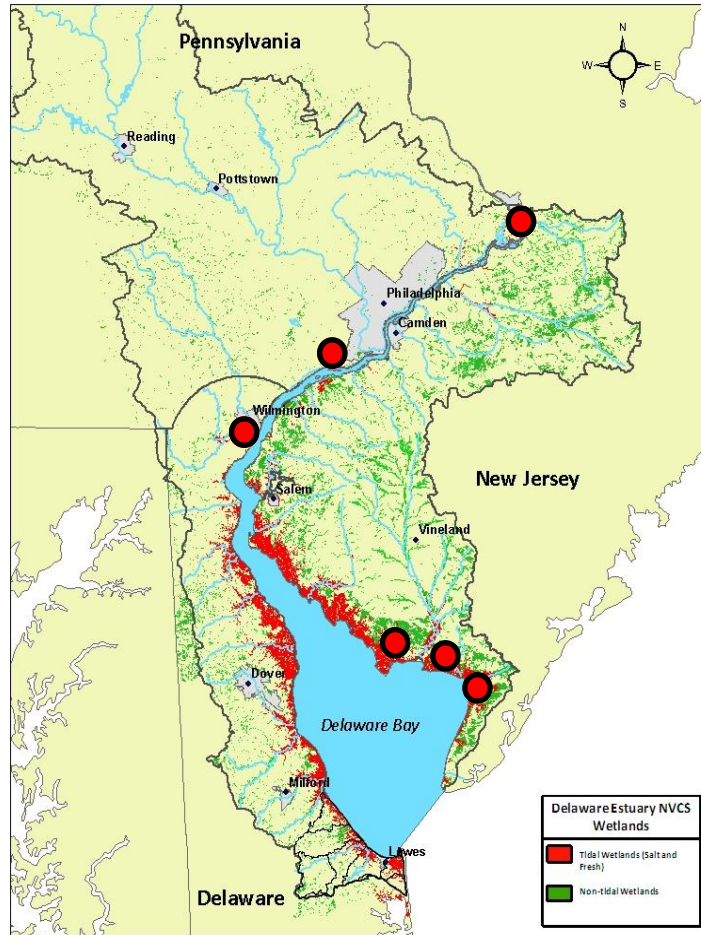 Pennsylvania
N
W E
S
Reading
Pottstown
Philadelphia
Camden
Wilmington
New Jersey
Salem
Vineland
Dover
Delaware Bay
Milford
Lewes
Delaware
Delaware Estuary NVCS
Wetlands
Tidal Wetlands (Salt and
Fresh)
Non-tidal Wetlands